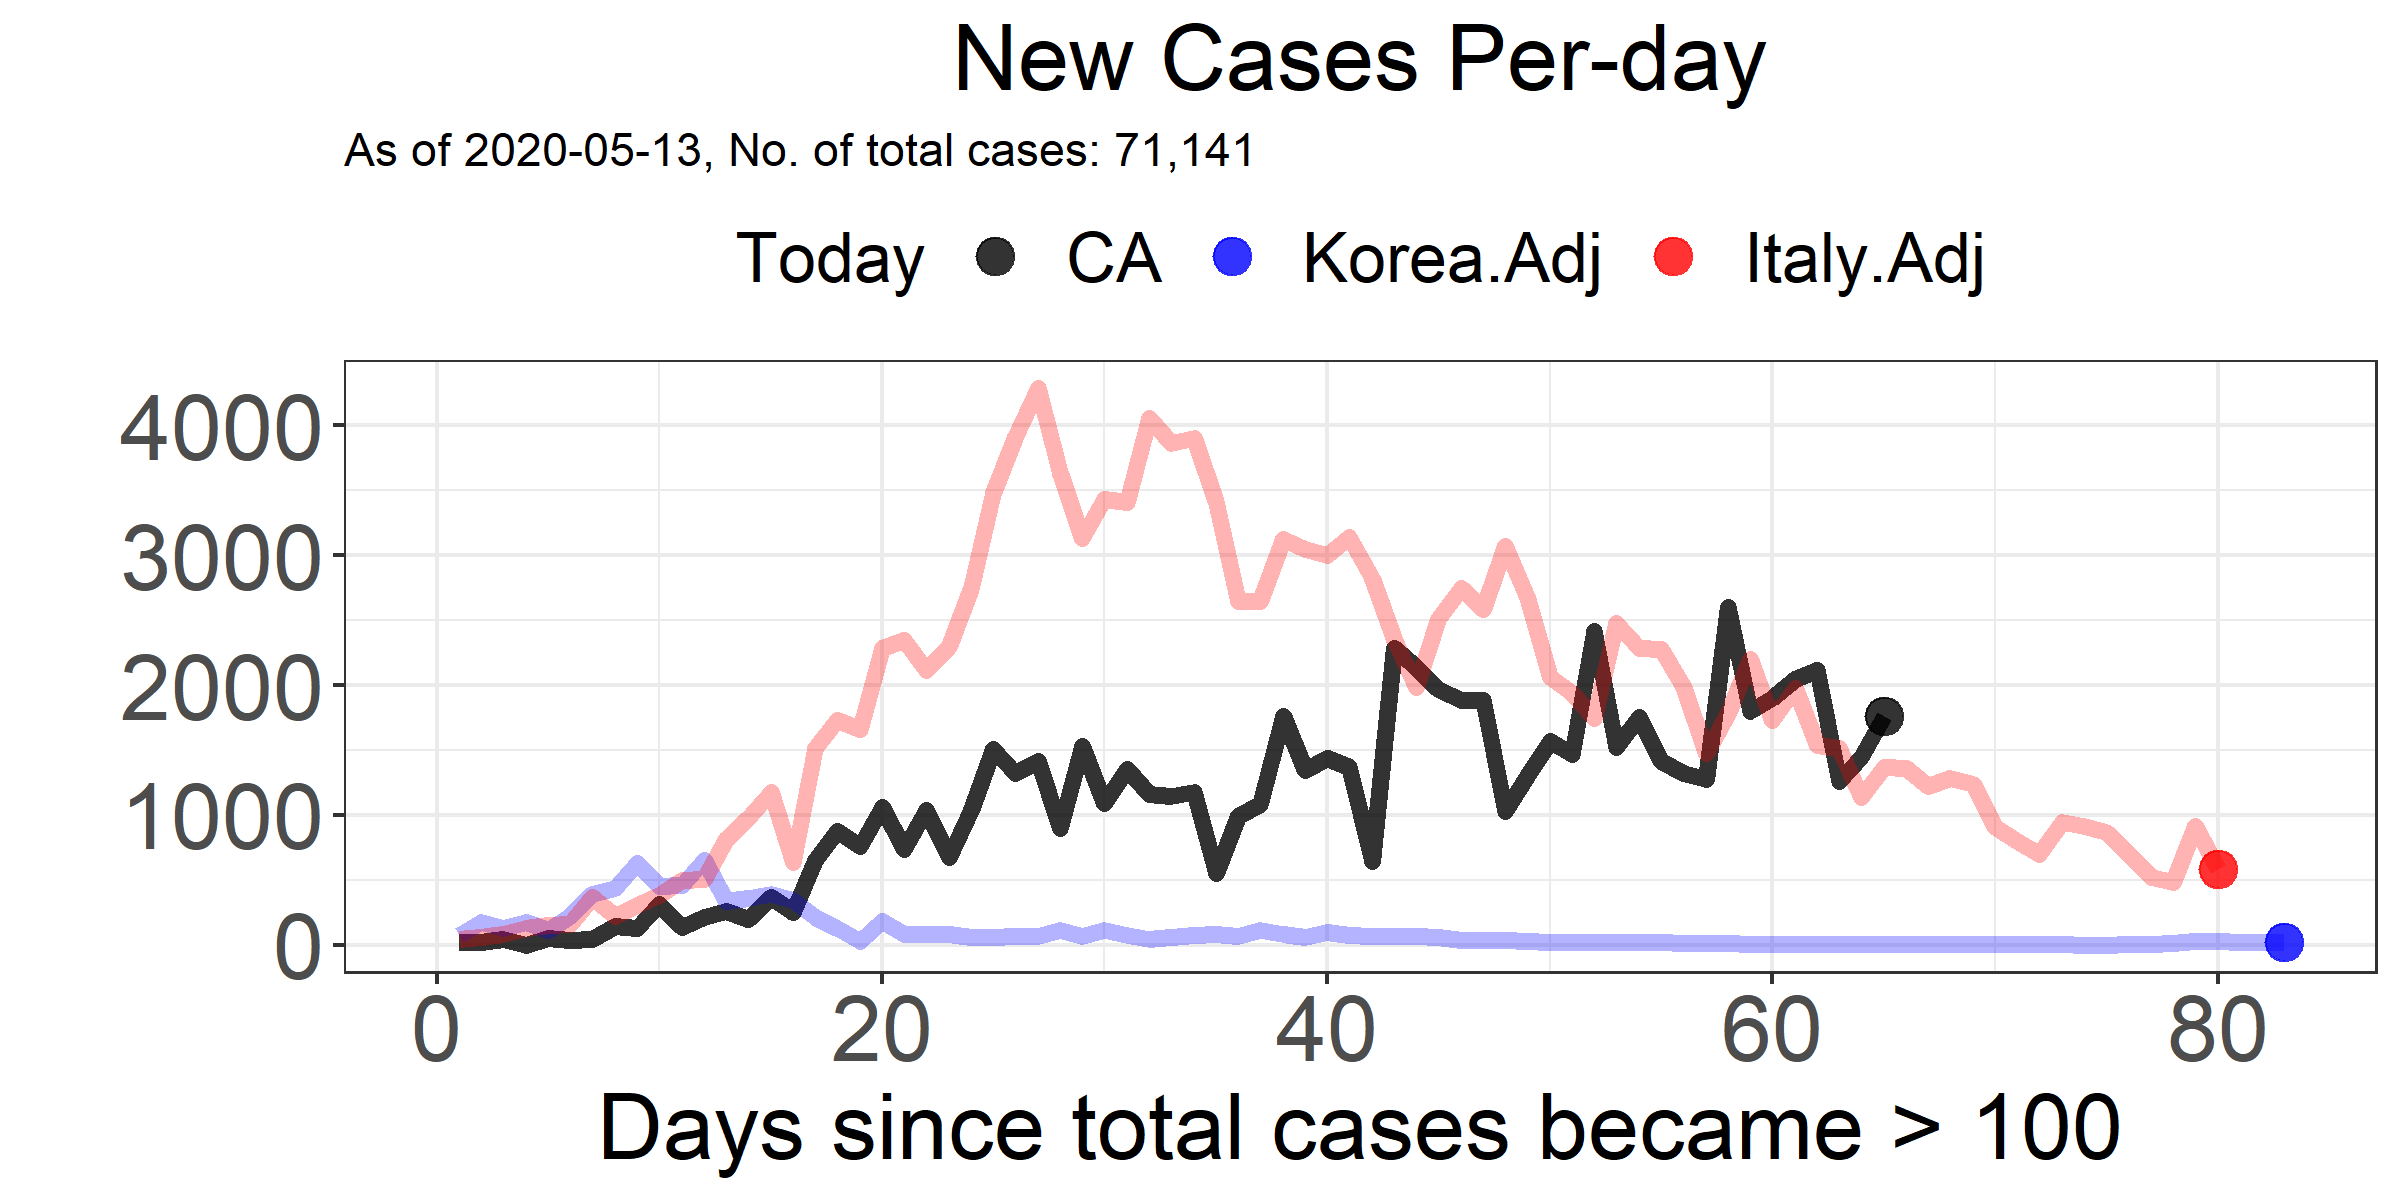 New Cases Per-day
As of 2020-05-13, No. of total cases: 71,141
Today CA Korea.Adj Italy.Adj
4000
3000
2000
1000
0
0 20 40 60 80
Days since total cases became > 100